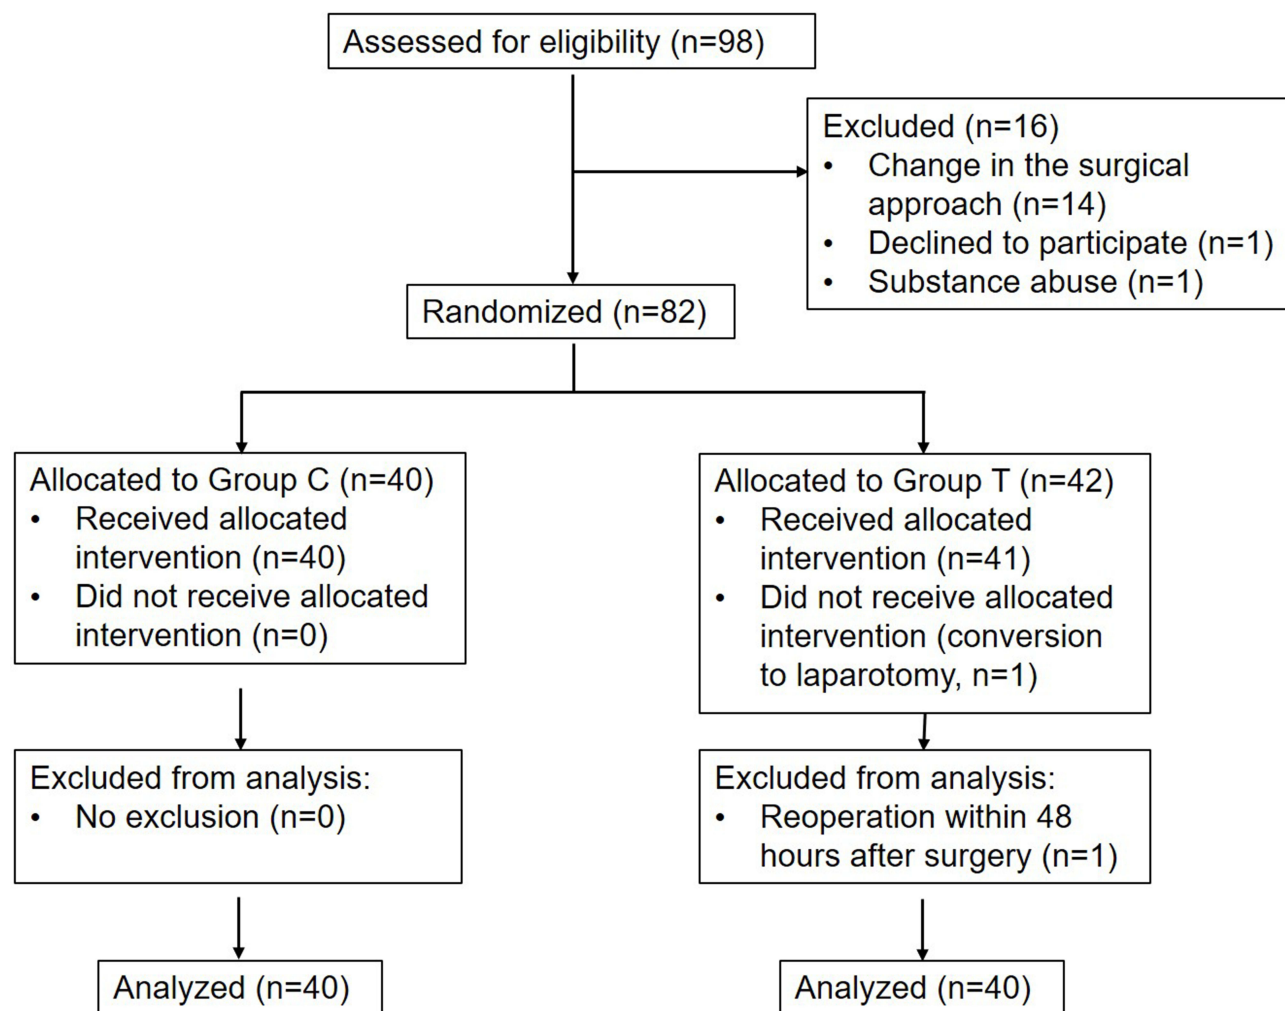 Assessed for eligibility (n=98)
Excluded (n=16)
• Change in the surgical
approach (n=14)
• Declined to participate (n=1)
• Substance abuse (n=1)
Randomized (n=82)
Allocated to Group C (n=40)
• Received allocated
intervention (n=40)
• Did not receive allocated
intervention (n=0)
Allocated to Group T (n=42)
• Received allocated
intervention (n=41)
• Did not receive allocated
intervention (conversion
to laparotomy, n=1)
Excluded from analysis:
• No exclusion (n=0)
Excluded from analysis:
• Reoperation within 48
hours after surgery (n=1)
Analyzed (n=40)
Analyzed (n=40)